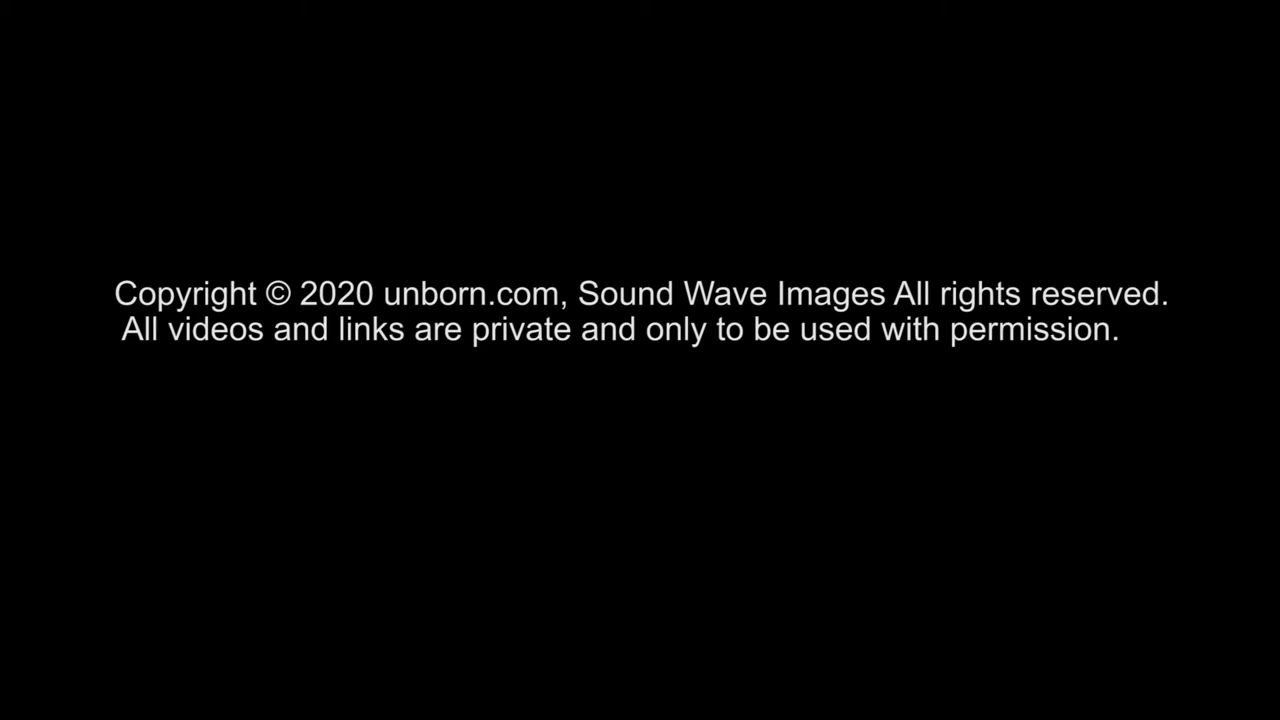 Copyright © 2020 unborn.com, Sound Wave Images All rights reserved.
All videos and links are private and only to be used with permission.